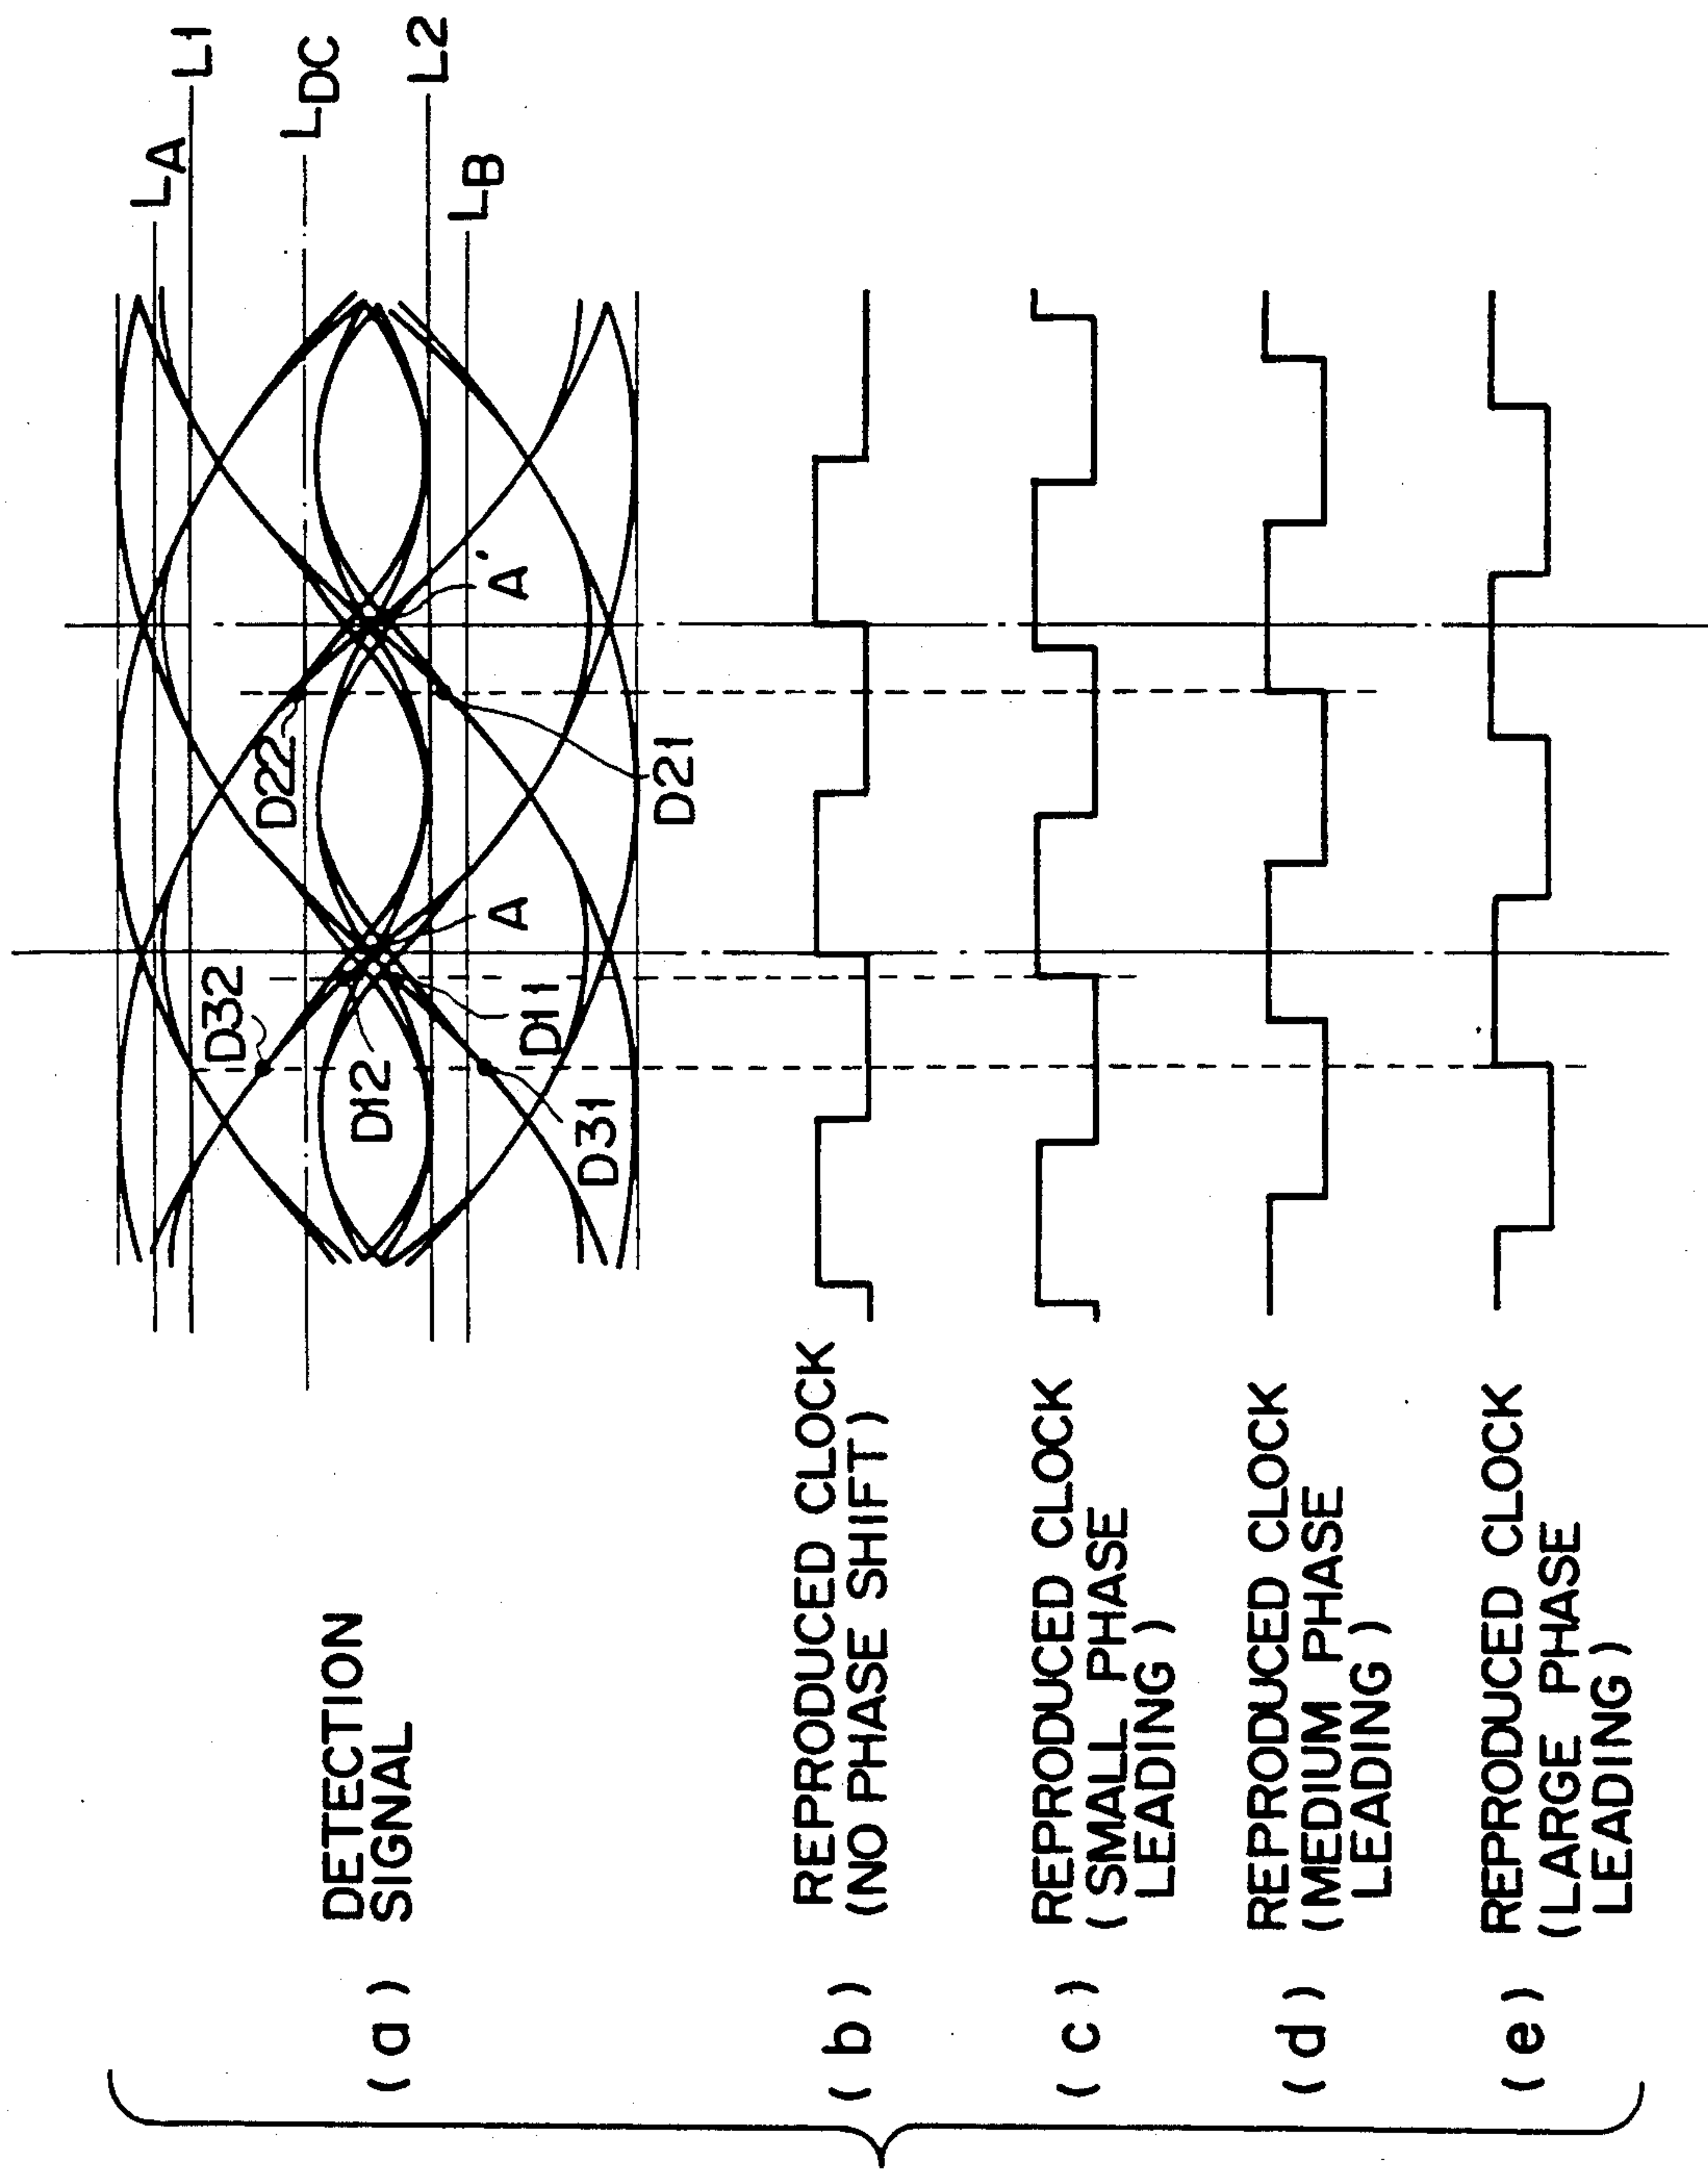 (a) DETECTION
SIGNAL
LA
L1
LDC
L2
LB
D32
D12
D11
D31
A
D22
D21
A'
(b) REPRODUCED CLOCK
(NO PHASE SHIFT)
(c) REPRODUCED CLOCK
(SMALL PHASE
LEADING)
(d) REPRODUCED CLOCK
(MEDIUM PHASE
LEADING)
(e) REPRODUCED CLOCK
(LARGE PHASE
LEADING)